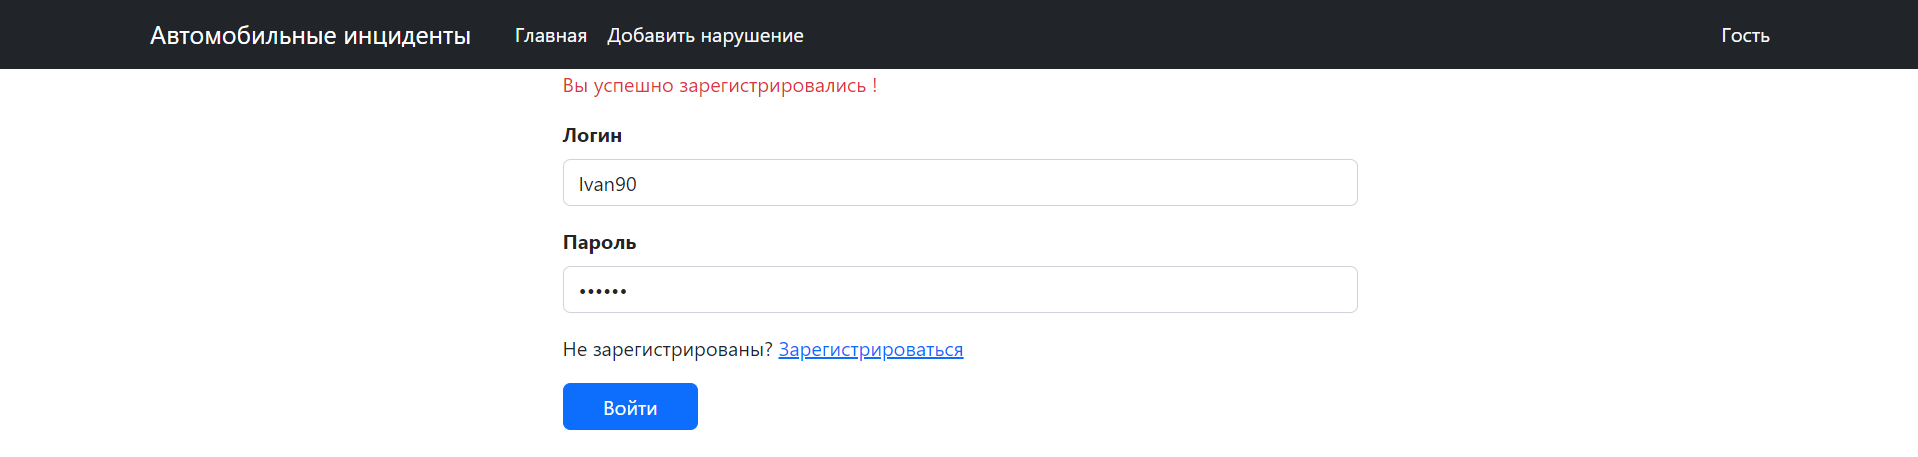 Автомобильные инциденты Главная Добавить нарушение Гость
Вы успешно зарегистрировались !
Логин
Ivan90
Пароль
••••••
Не зарегистрированы? Зарегистрироваться
Войти